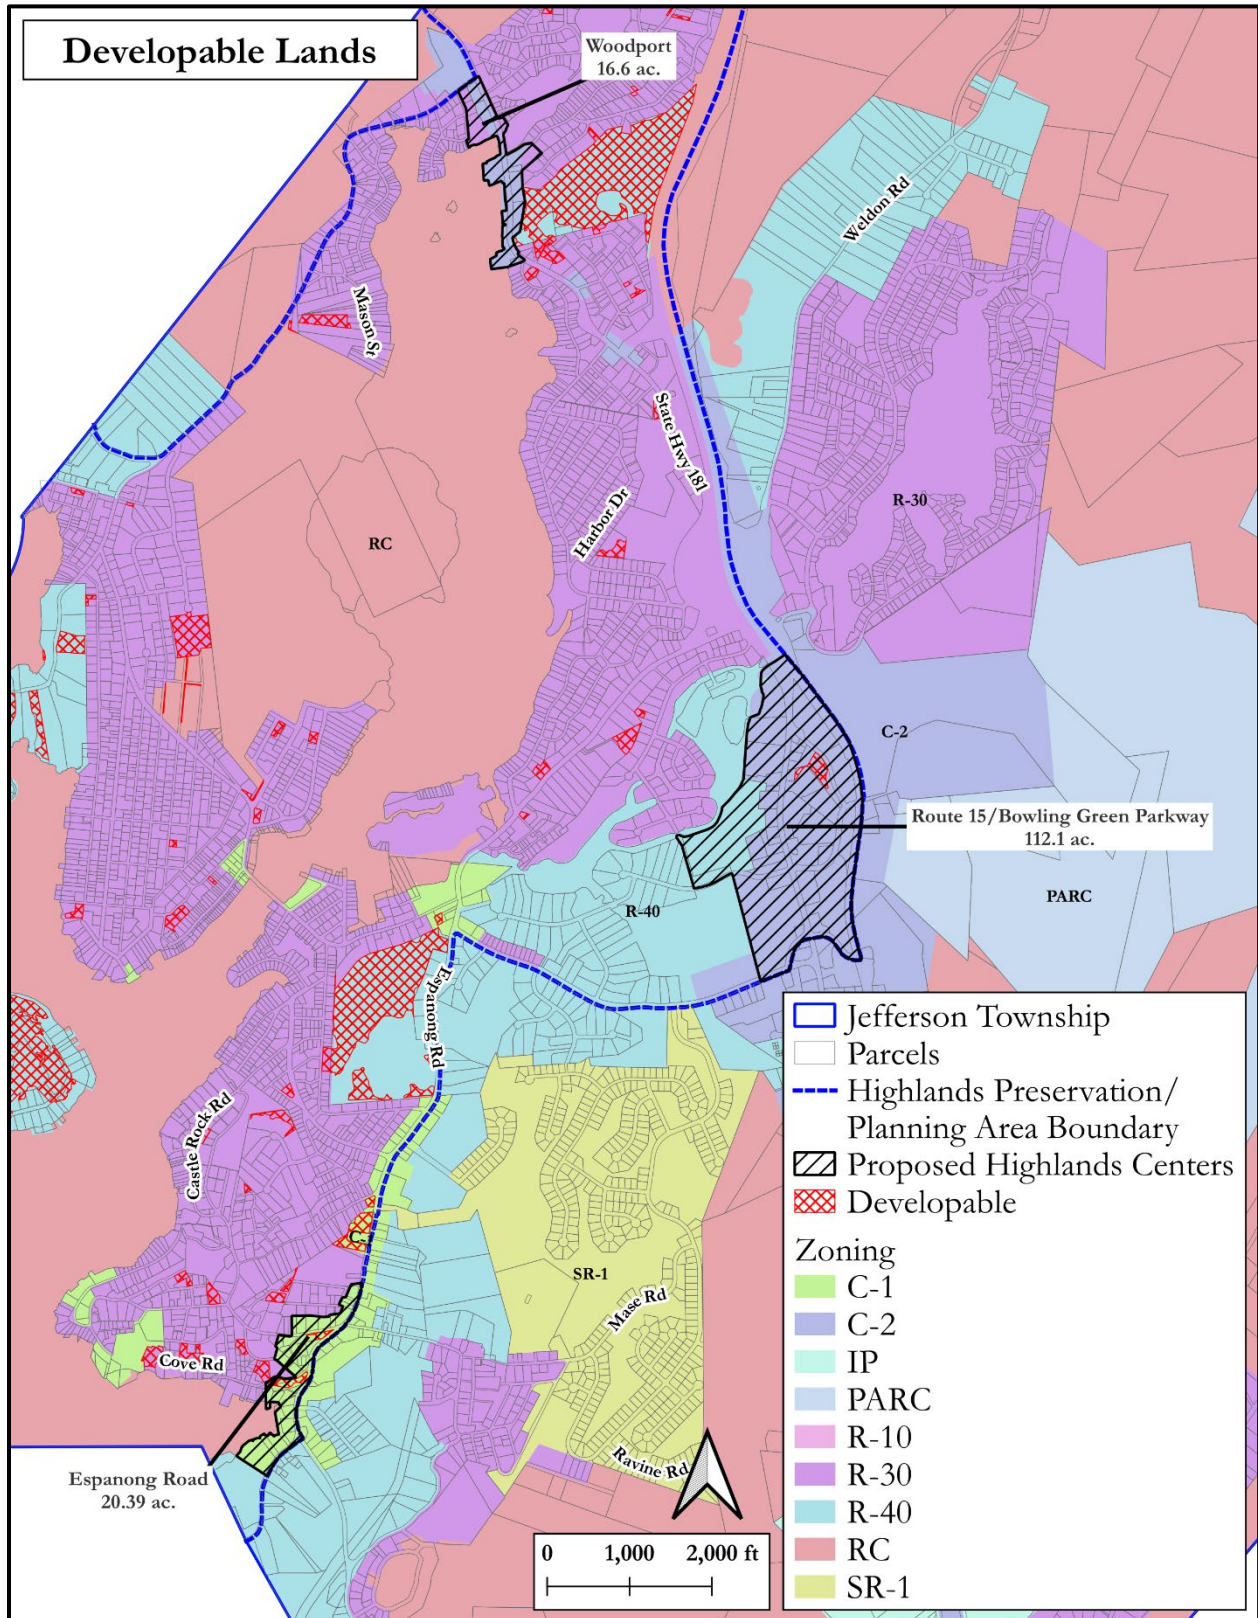 Developable Lands
Woodport
16.6 ac.
Weldon Rd
Mason St
State Hwy 181
R-30
Harbor Dr
RC
C-2
Route 15/Bowling Green Parkway
112.1 ac.
PARC
R-40
Espanong Rd
Castle Rock Rd
C-1
SR-1
Mase Rd
Cove Rd
Ravine Rd
Espanong Road
20.39 ac.
0 1,000 2,000 ft
Jefferson Township
Parcels
Highlands Preservation/
Planning Area Boundary
Proposed Highlands Centers
Developable
Zoning
C-1
C-2
IP
PARC
R-10
R-30
R-40
RC
SR-1